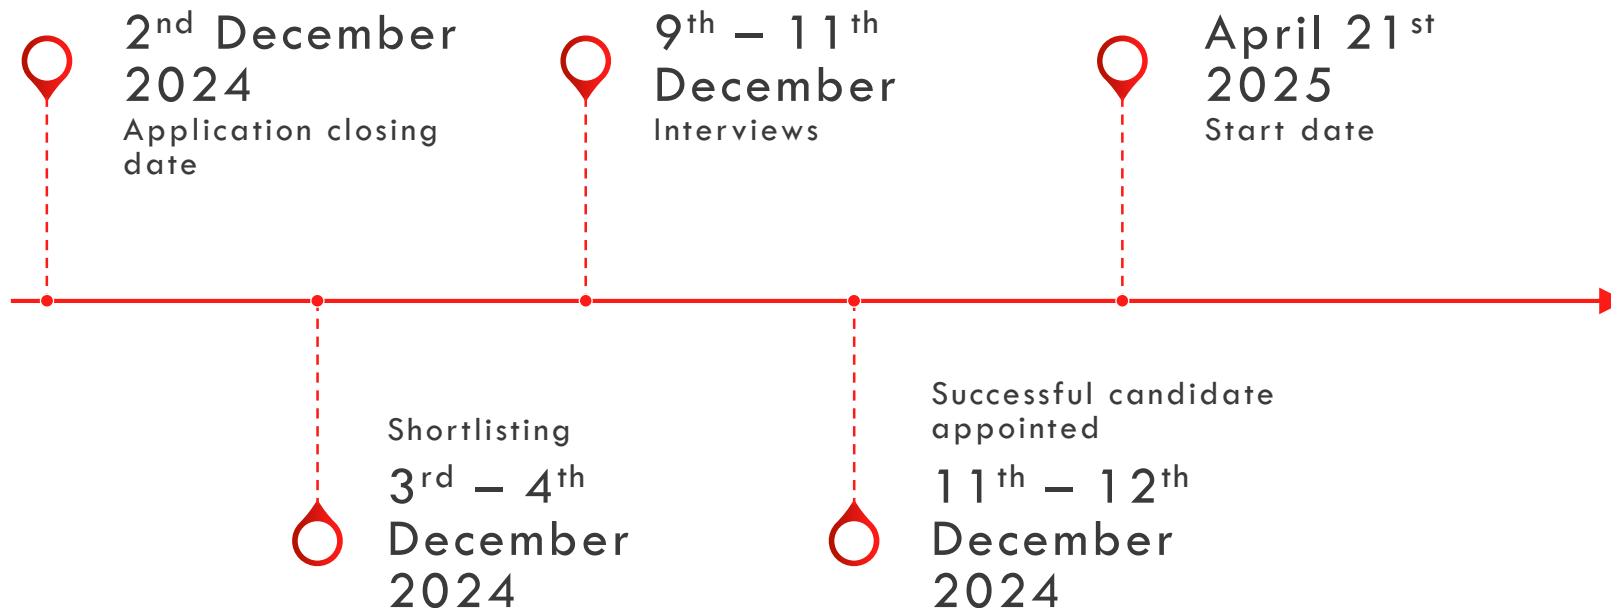 2nd December
2024
Application closing
date
Shortlisting
3rd – 4th
December
2024
9th – 11th
December
Interviews
Successful candidate
appointed
11th – 12th
December
2024
April 21st
2025
Start date